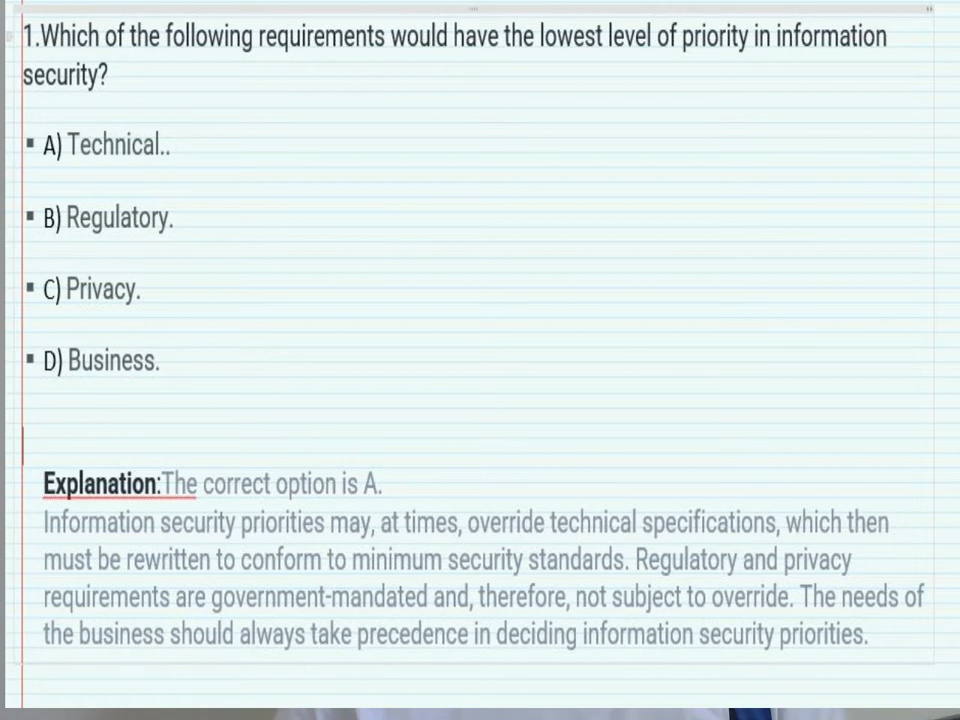 1.Which of the following requirements would have the lowest level of priority in information
security?
▪ A) Technical..
▪ B) Regulatory.
▪ C) Privacy.
▪ D) Business.
Explanation:The correct option is A.
Information security priorities may, at times, override technical specifications, which then
must be rewritten to conform to minimum security standards. Regulatory and privacy
requirements are government-mandated and, therefore, not subject to override. The needs of
the business should always take precedence in deciding information security priorities.